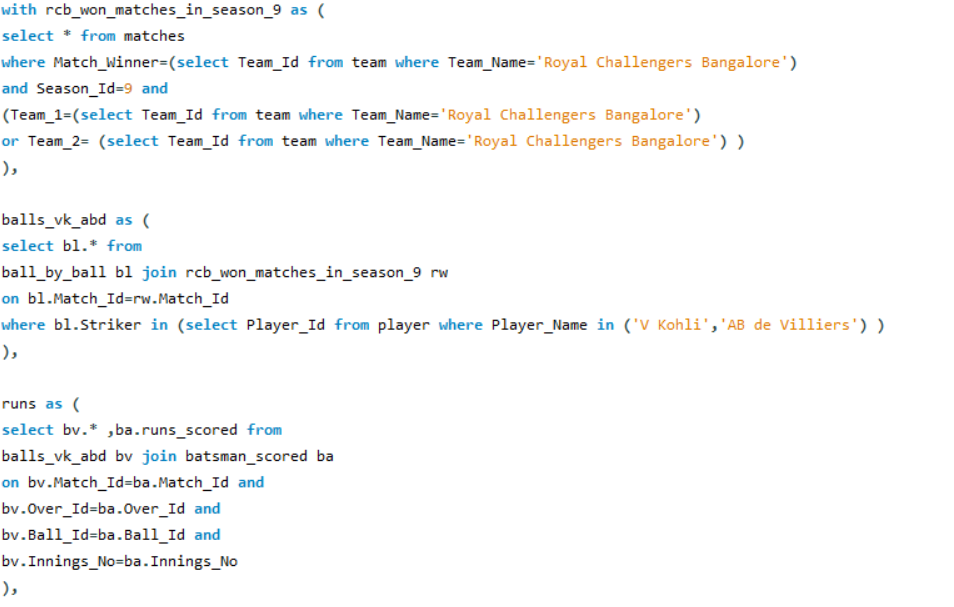 with rcb_won_matches_in_season_9 as (
select * from matches
where Match_Winner=(select Team_Id from team where Team_Name='Royal Challengers Bangalore')
and Season_Id=9 and
(Team_1=(select Team_Id from team where Team_Name='Royal Challengers Bangalore')
or Team_2= (select Team_Id from team where Team_Name='Royal Challengers Bangalore') )
),
balls_vk_abd as (
select bl.* from
ball_by_ball bl join rcb_won_matches_in_season_9 rw
on bl.Match_Id=rw.Match_Id
where bl.Striker in (select Player_Id from player where Player_Name in ('V Kohli','AB de Villiers') )
),
runs as (
select bv.* ,ba.runs_scored from
balls_vk_abd bv join batsman_scored ba
on bv.Match_Id=ba.Match_Id and
bv.Over_Id=ba.Over_Id and
bv.Ball_Id=ba.Ball_Id and
bv.Innings_No=ba.Innings_No
),